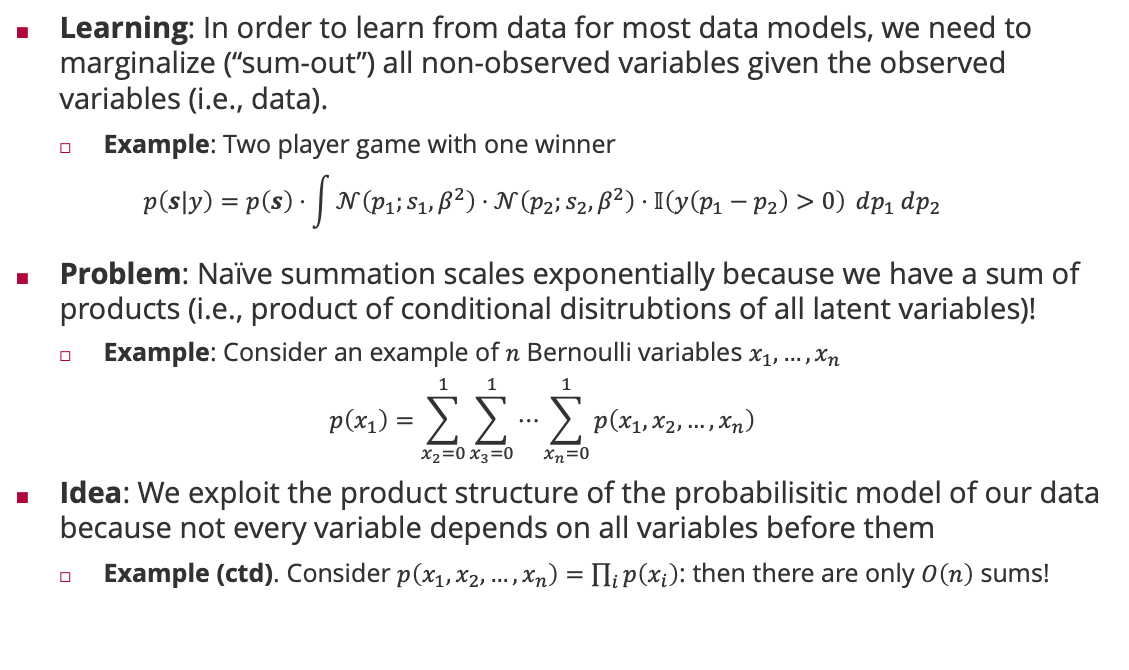 Learning: In order to learn from data for most data models, we need to
marginalize (“sum-out”) all non-observed variables given the observed
variables (i.e., data).
Example: Two player game with one winner
p(s|y) = p(s) · ∫ 𝒩(p₁; s₁, β²) · 𝒩(p₂; s₂, β²) · 𝕀(y(p₁ − p₂) > 0) dp₁ dp₂
Problem: Naïve summation scales exponentially because we have a sum of
products (i.e., product of conditional disitrubtions of all latent variables)!
Example: Consider an example of n Bernoulli variables x₁, … , xₙ
p(x₁) = ∑_{x₂=0}^{1} ∑_{x₃=0}^{1} ⋯ ∑_{xₙ=0}^{1} p(x₁, x₂, … , xₙ)
Idea: We exploit the product structure of the probabilisitic model of our data
because not every variable depends on all variables before them
Example (ctd). Consider p(x₁, x₂, … , xₙ) = ∏ᵢ p(xᵢ): then there are only O(n) sums!